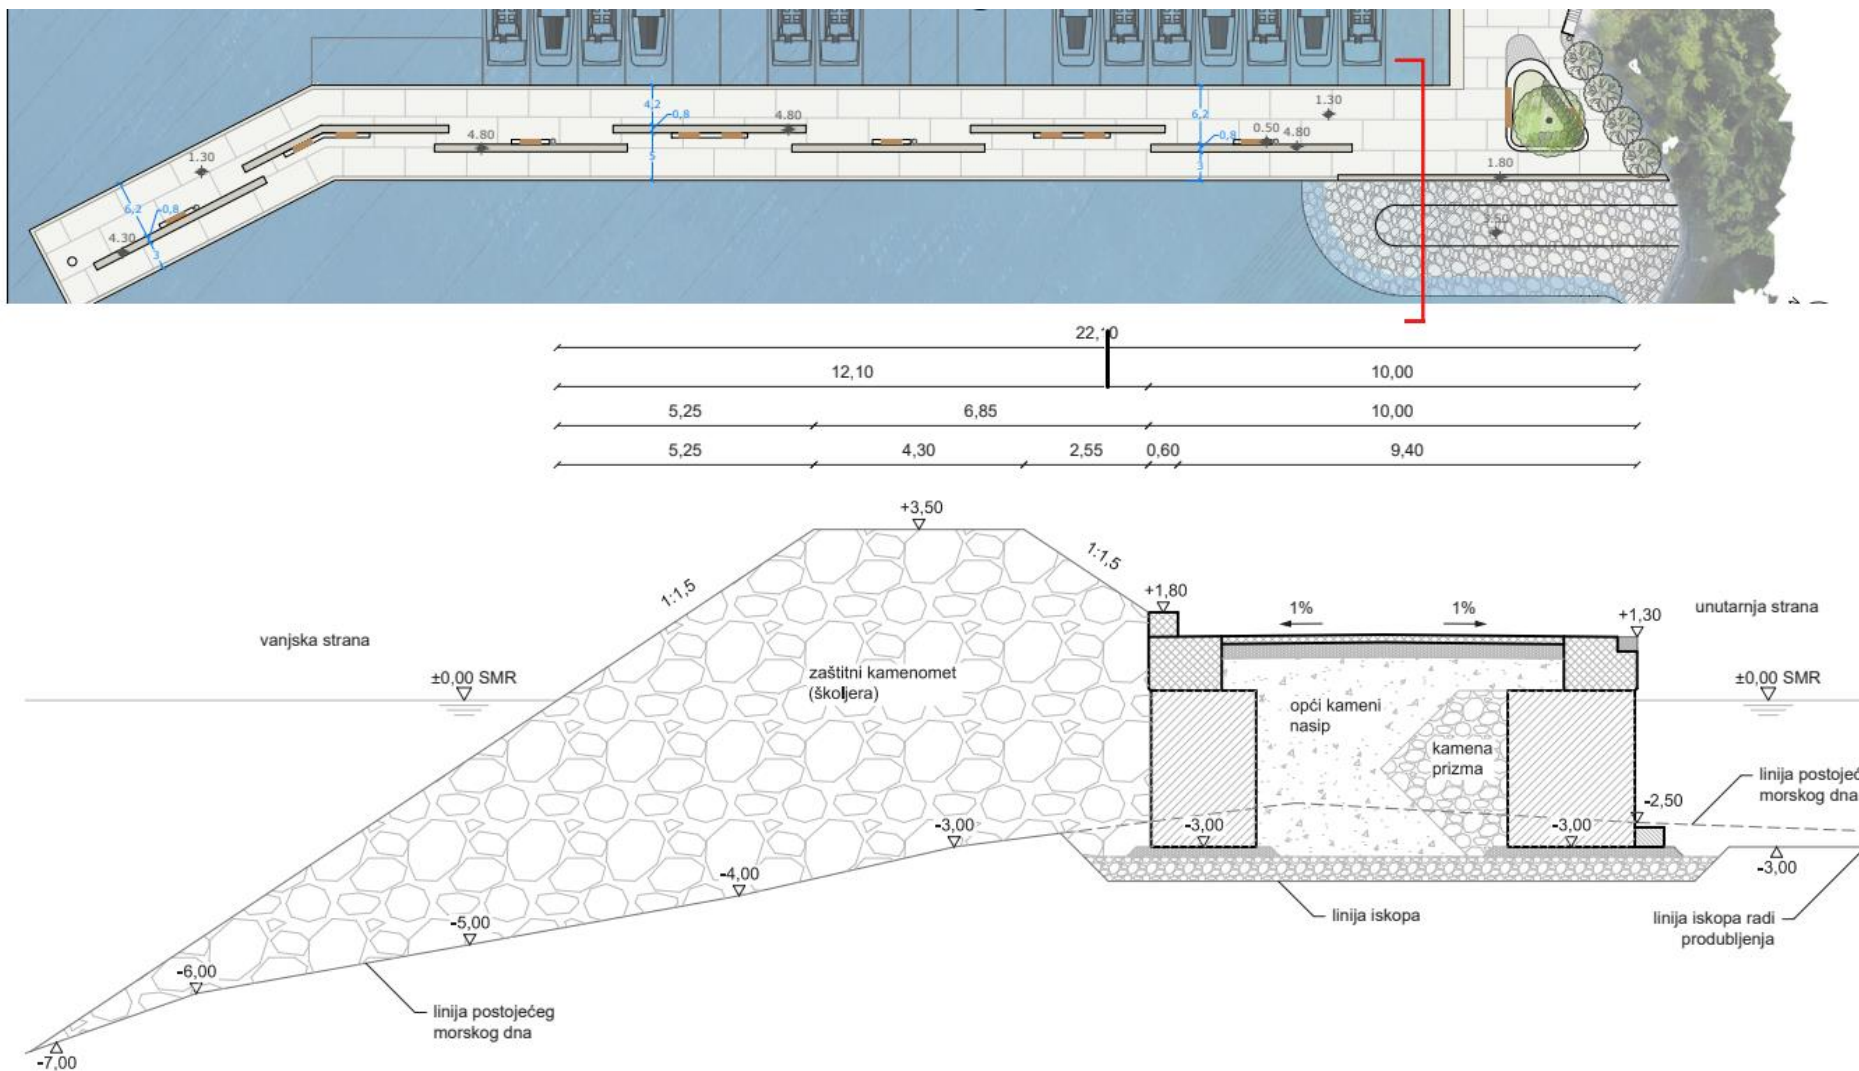 1.30
4,2
0,8
4.80
4.80
6,2
0,8
0.50
4.80
1.30
5
3
1.80
1.30
6,2
0,8
4.30
3
3.50
22,10
12,10
10,00
5,25
6,85
10,00
5,25
4,30
2,55
0,60
9,40
+3,50
1:1,5
1:1,5
+1,80
1%
1%
unutarnja strana
+1,30
vanjska strana
zaštitni kamenomet
(školjera)
±0,00 SMR
±0,00 SMR
opći kameni
nasip
kamena
prizma
linija postojeć
morskog dna
-2,50
-3,00
-3,00
-3,00
-3,00
-4,00
-5,00
-6,00
-7,00
linija iskopa
linija iskopa radi
produbljenja
linija postojećeg
morskog dna